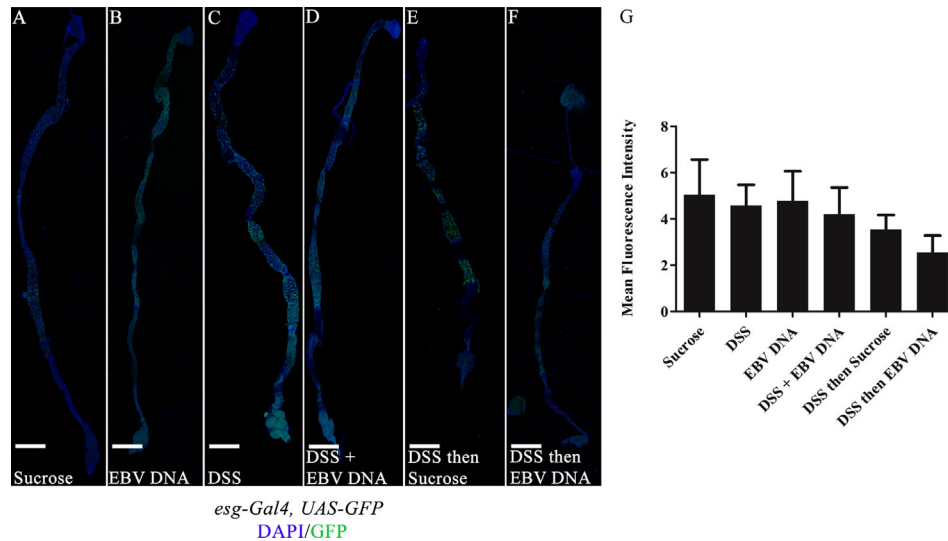 A
B
C
D
E
F
G
Sucrose
EBV DNA
DSS
DSS +
EBV DNA
DSS then
Sucrose
DSS then
EBV DNA
esg-Gal4, UAS-GFP
DAPI/GFP
Mean Fluorescence Intensity
8
6
4
2
0
Sucrose
DSS
EBV DNA
DSS + EBV DNA
DSS then Sucrose
DSS then EBV DNA